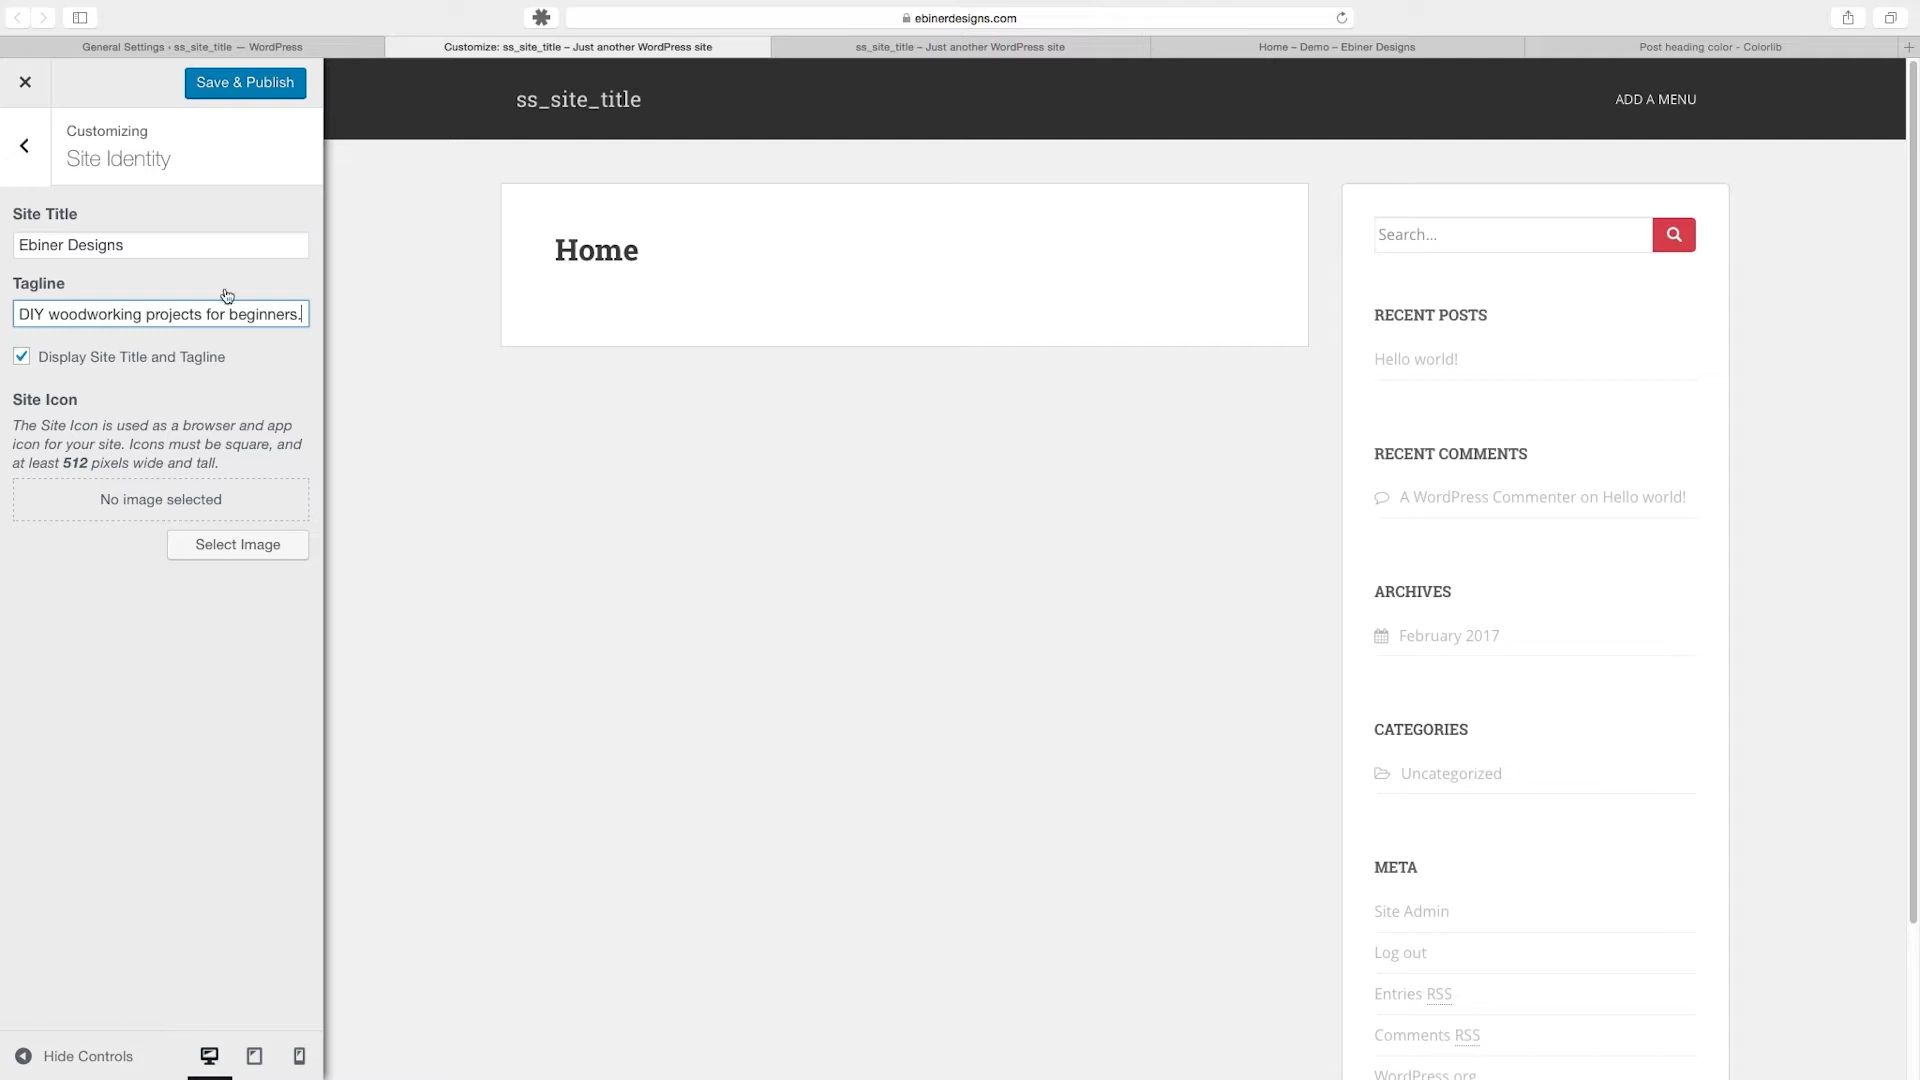 ebinerdesigns.com
General Settings ‹ ss_site_title — WordPress
Customize: ss_site_title – Just another WordPress site
ss_site_title – Just another WordPress site
Home – Demo – Ebiner Designs
Post heading color - Colorlib
Save & Publish
Customizing
Site Identity
Site Title
Ebiner Designs
Tagline
DIY woodworking projects for beginners.
Display Site Title and Tagline
Site Icon
The Site Icon is used as a browser and app
icon for your site. Icons must be square, and
at least 512 pixels wide and tall.
No image selected
Select Image
Hide Controls
ss_site_title
ADD A MENU
Home
Search...
RECENT POSTS
Hello world!
RECENT COMMENTS
A WordPress Commenter on Hello world!
ARCHIVES
February 2017
CATEGORIES
Uncategorized
META
Site Admin
Log out
Entries RSS
Comments RSS
WordPress.org